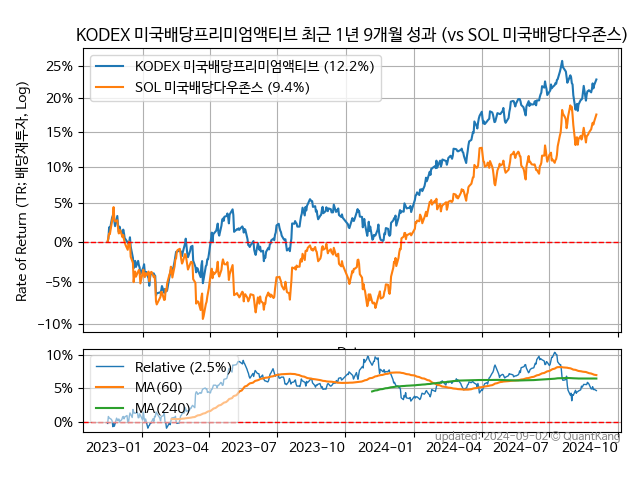 KODEX 미국배당프리미엄액티브 최근 1년 9개월 성과 (vs SOL 미국배당다우존스)
KODEX 미국배당프리미엄액티브 (12.2%)
SOL 미국배당다우존스 (9.4%)
Rate of Return (TR: 배당재투자, Log)
25%
20%
15%
10%
5%
0%
−5%
−10%
Relative (2.5%)
MA(60)
MA(240)
10%
5%
0%
updated: 2024-09-02 © QuantKang
2023-01 2023-04 2023-07 2023-10 2024-01 2024-04 2024-07 2024-10